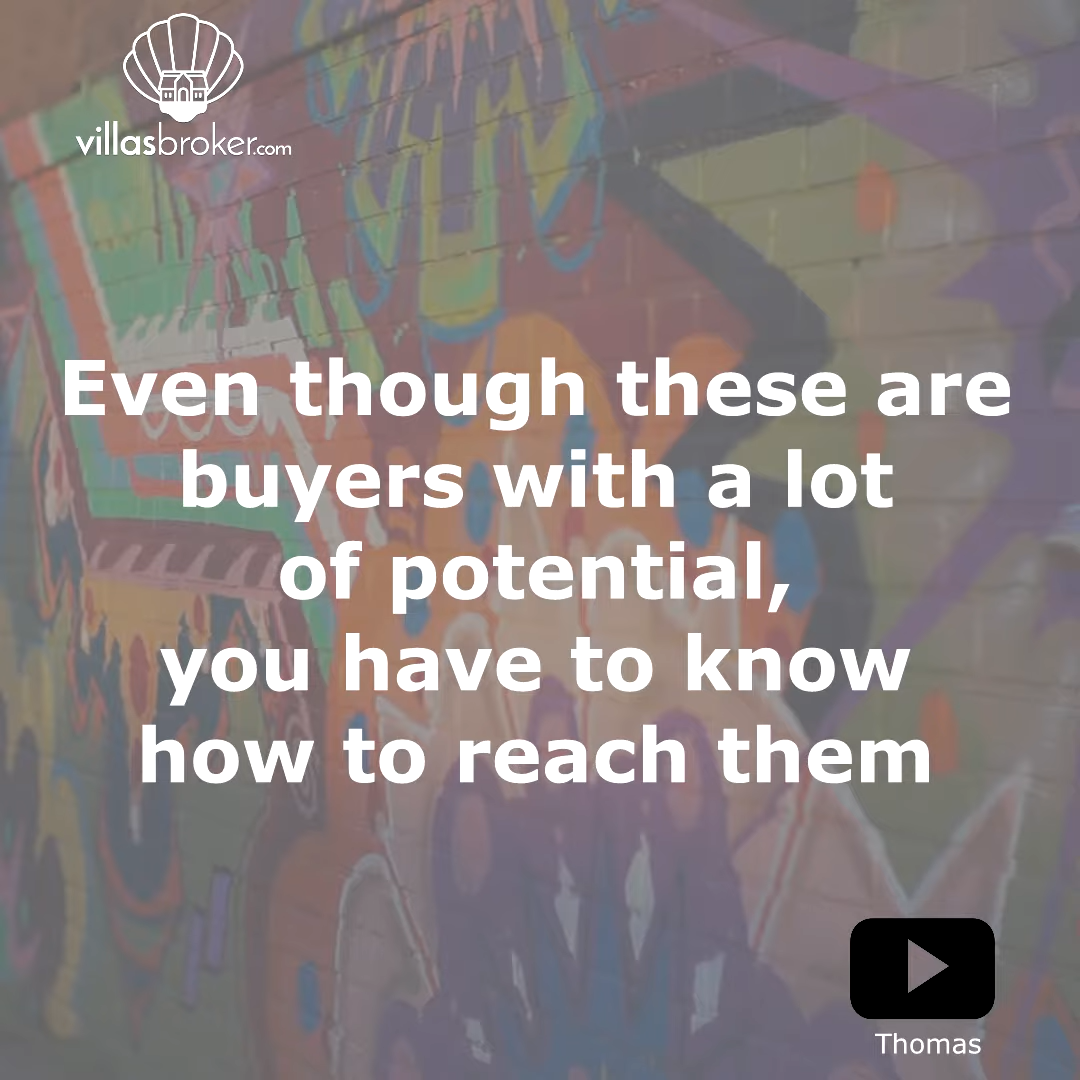 villasbroker.com
Even though these are
buyers with a lot
of potential,
you have to know
how to reach them
Thomas